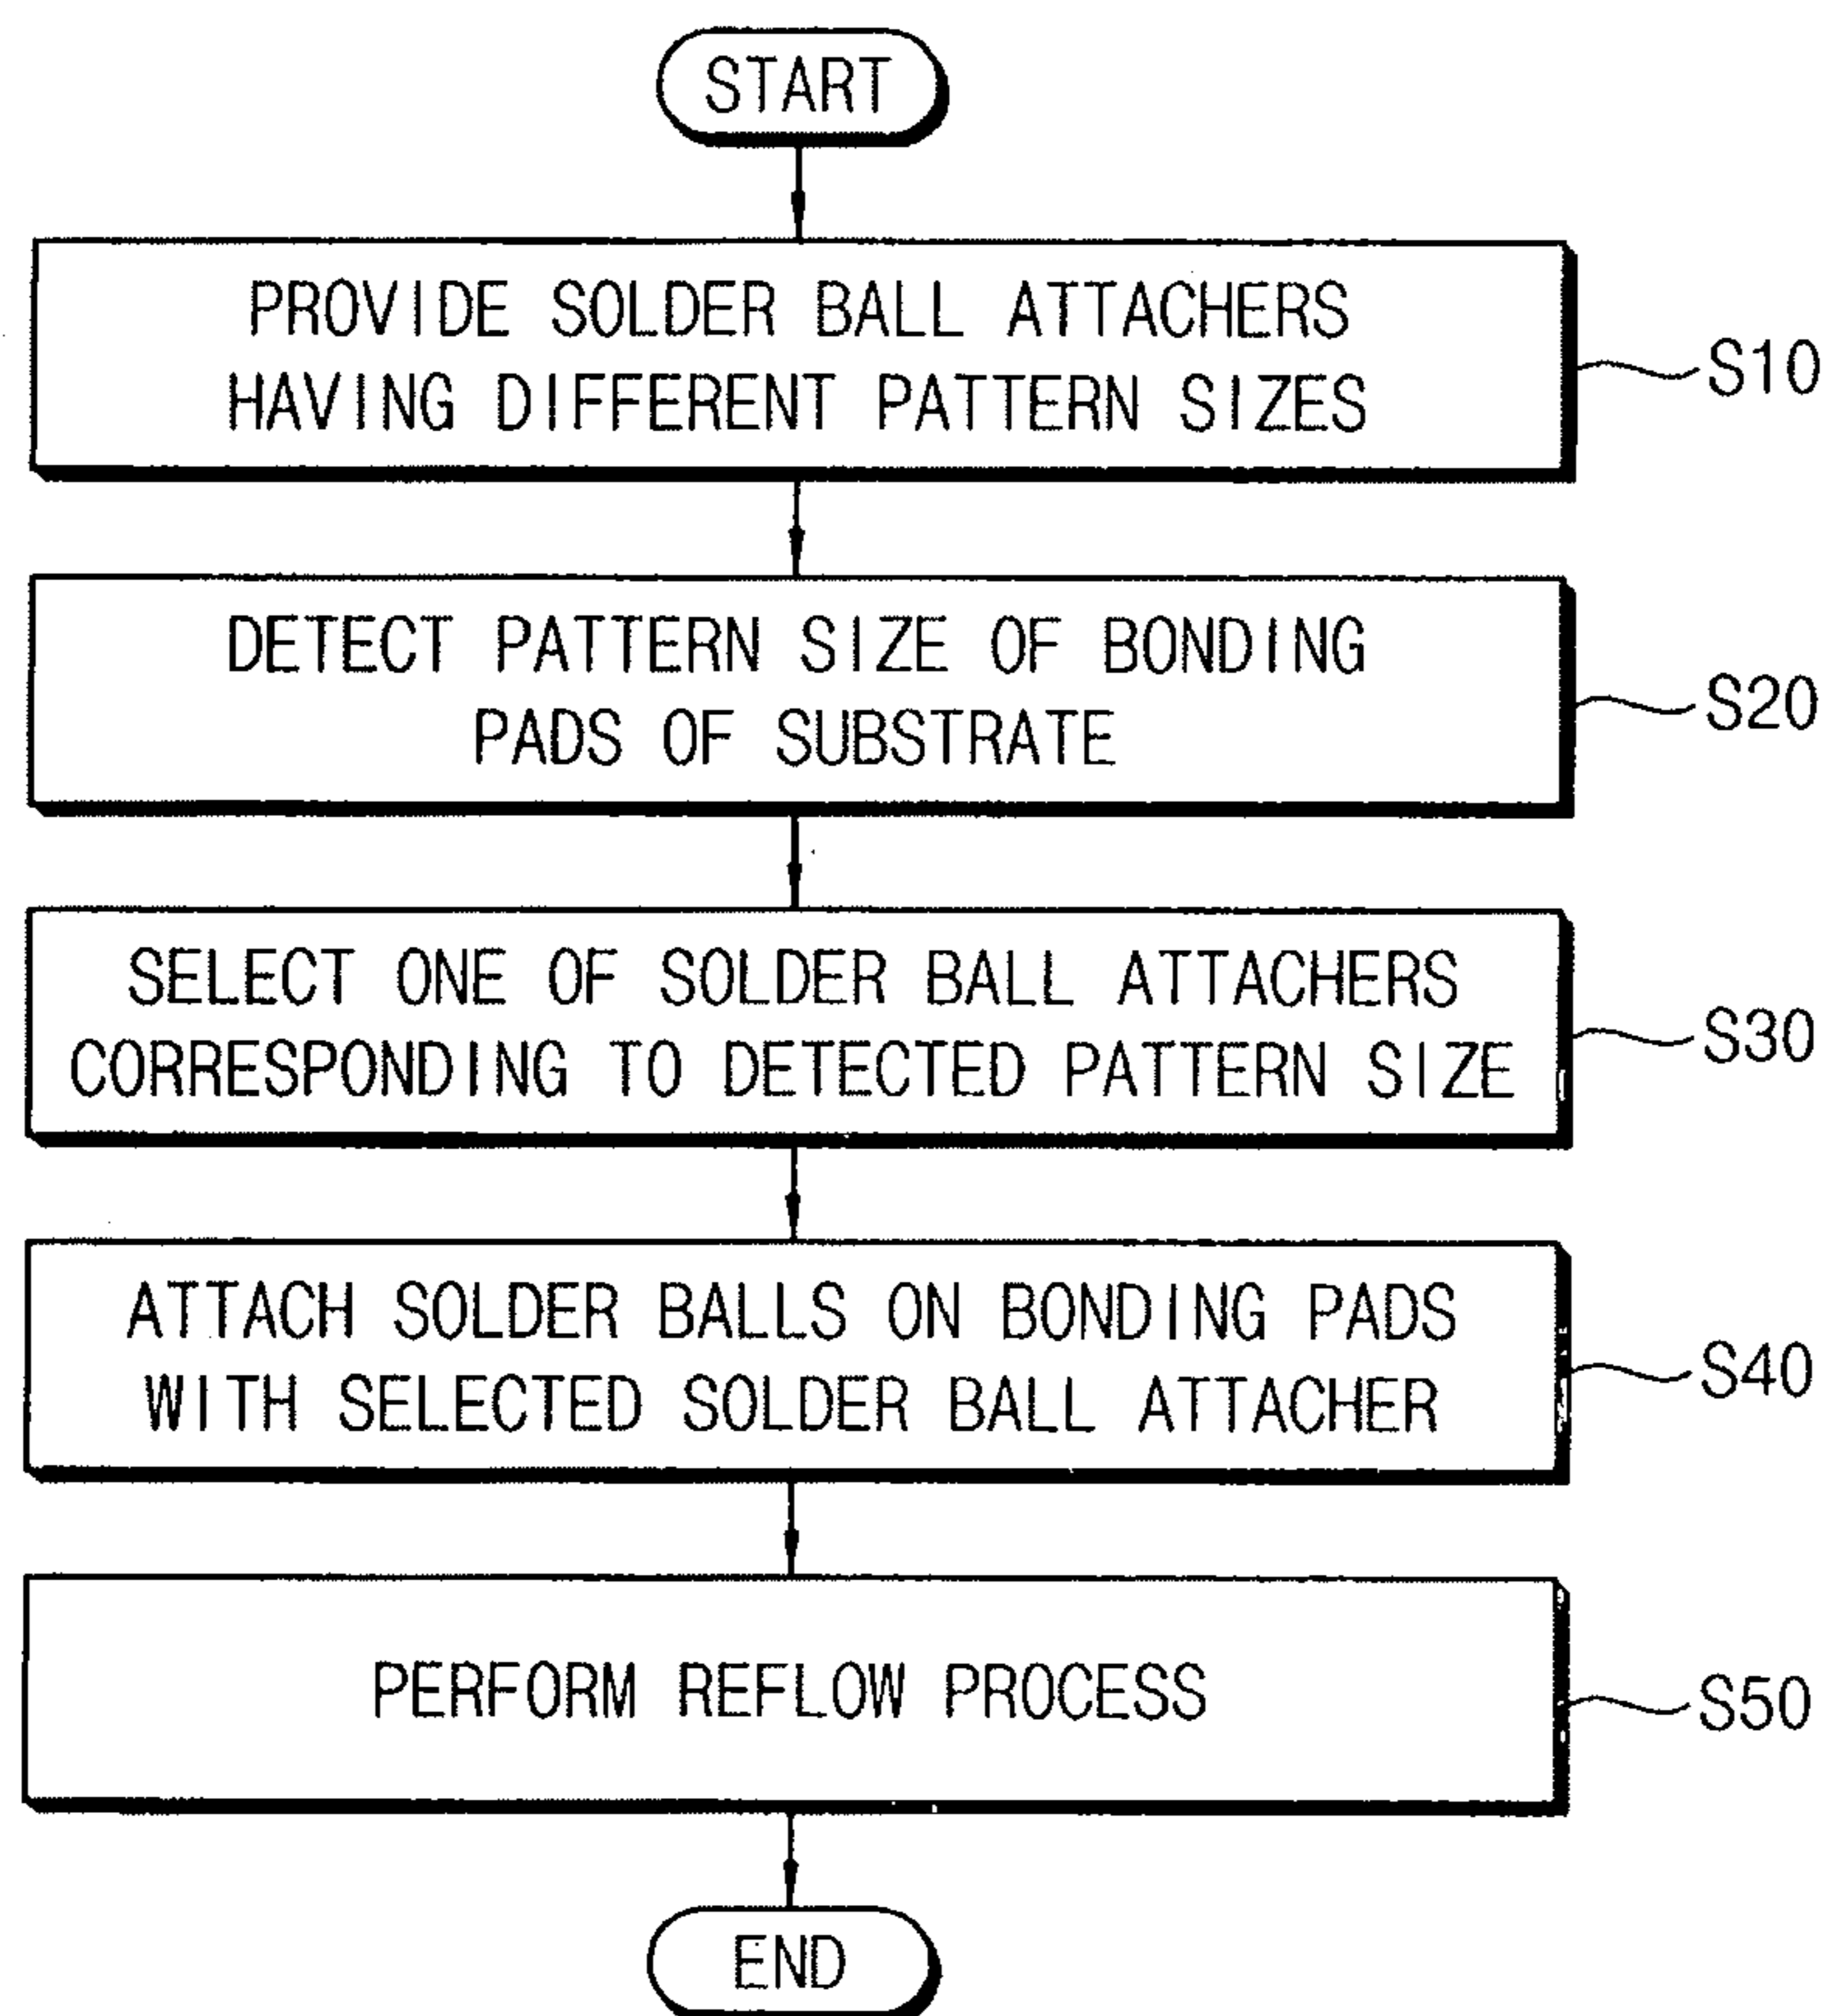 START
PROVIDE SOLDER BALL ATTACHERS
HAVING DIFFERENT PATTERN SIZES
S10
DETECT PATTERN SIZE OF BONDING
PADS OF SUBSTRATE
S20
SELECT ONE OF SOLDER BALL ATTACHERS
CORRESPONDING TO DETECTED PATTERN SIZE
S30
ATTACH SOLDER BALLS ON BONDING PADS
WITH SELECTED SOLDER BALL ATTACHER
S40
PERFORM REFLOW PROCESS
S50
END